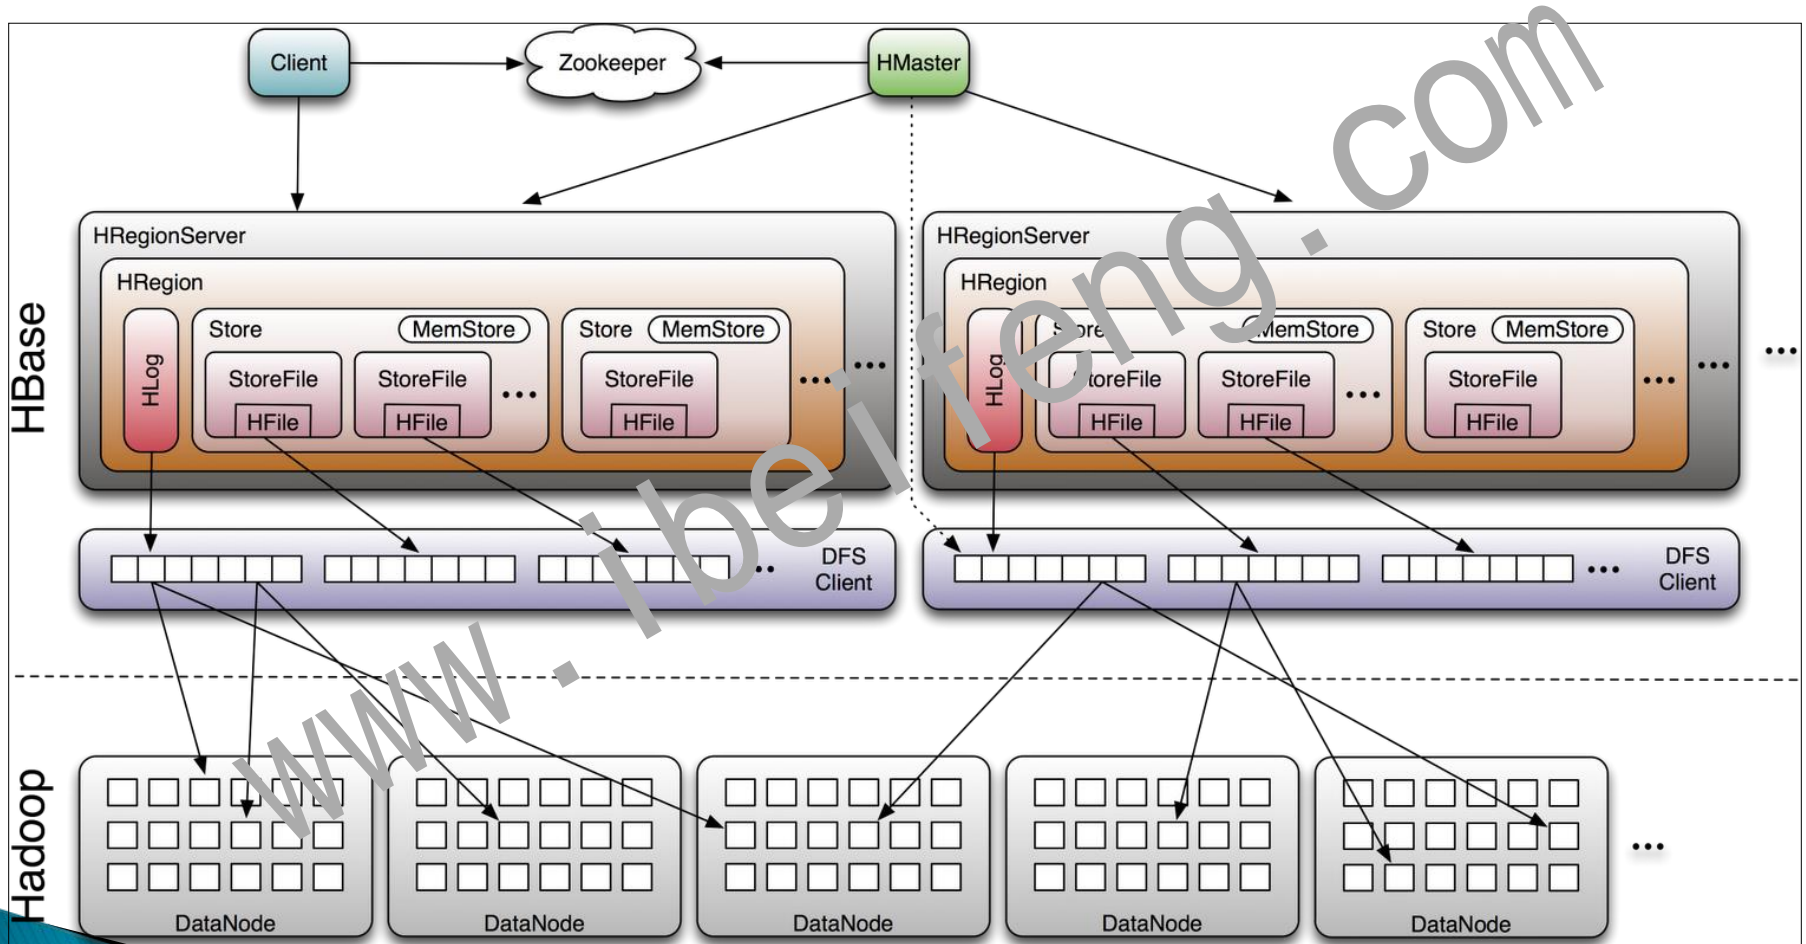 Client
Zookeeper
HMaster
HBase
HRegionServer
HRegion
HLog
Store
MemStore
StoreFile
HFile
StoreFile
HFile
...
Store
MemStore
StoreFile
HFile
...
...
HRegionServer
HRegion
HLog
Store
MemStore
StoreFile
HFile
StoreFile
HFile
...
Store
MemStore
StoreFile
HFile
...
...
...
..
DFS
Client
...
DFS
Client
Hadoop
DataNode
DataNode
DataNode
DataNode
DataNode
...
www.ibeifeng.com